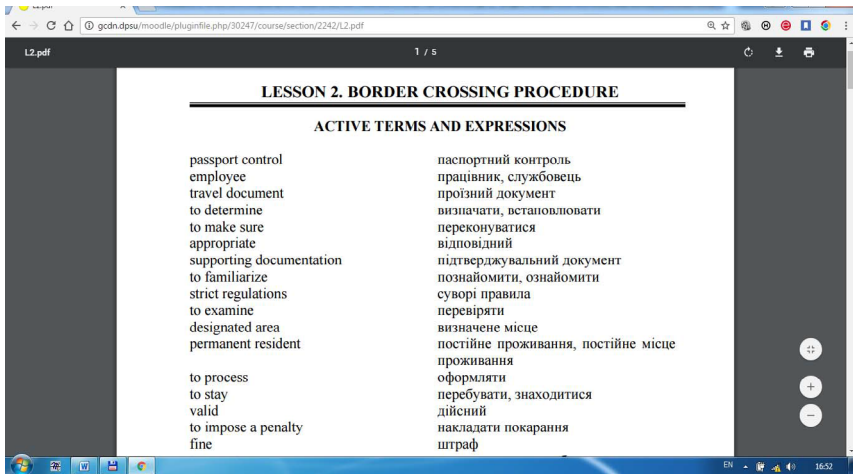 gcdn.dpsu/moodle/pluginfile.php/30247/course/section/2242/L2.pdf
L2.pdf 1 / 5
LESSON 2. BORDER CROSSING PROCEDURE
ACTIVE TERMS AND EXPRESSIONS
passport control паспортний контроль
employee працівник, службовець
travel document проїзний документ
to determine визначати, встановлювати
to make sure переконуватися
appropriate відповідний
supporting documentation підтверджувальний документ
to familiarize познайомити, ознайомити
strict regulations суворі правила
to examine перевіряти
designated area визначене місце
permanent resident постійне проживання, постійне місце
проживання
to process оформляти
to stay перебувати, знаходитися
valid дійсний
to impose a penalty накладати покарання
fine штраф
EN 16:52